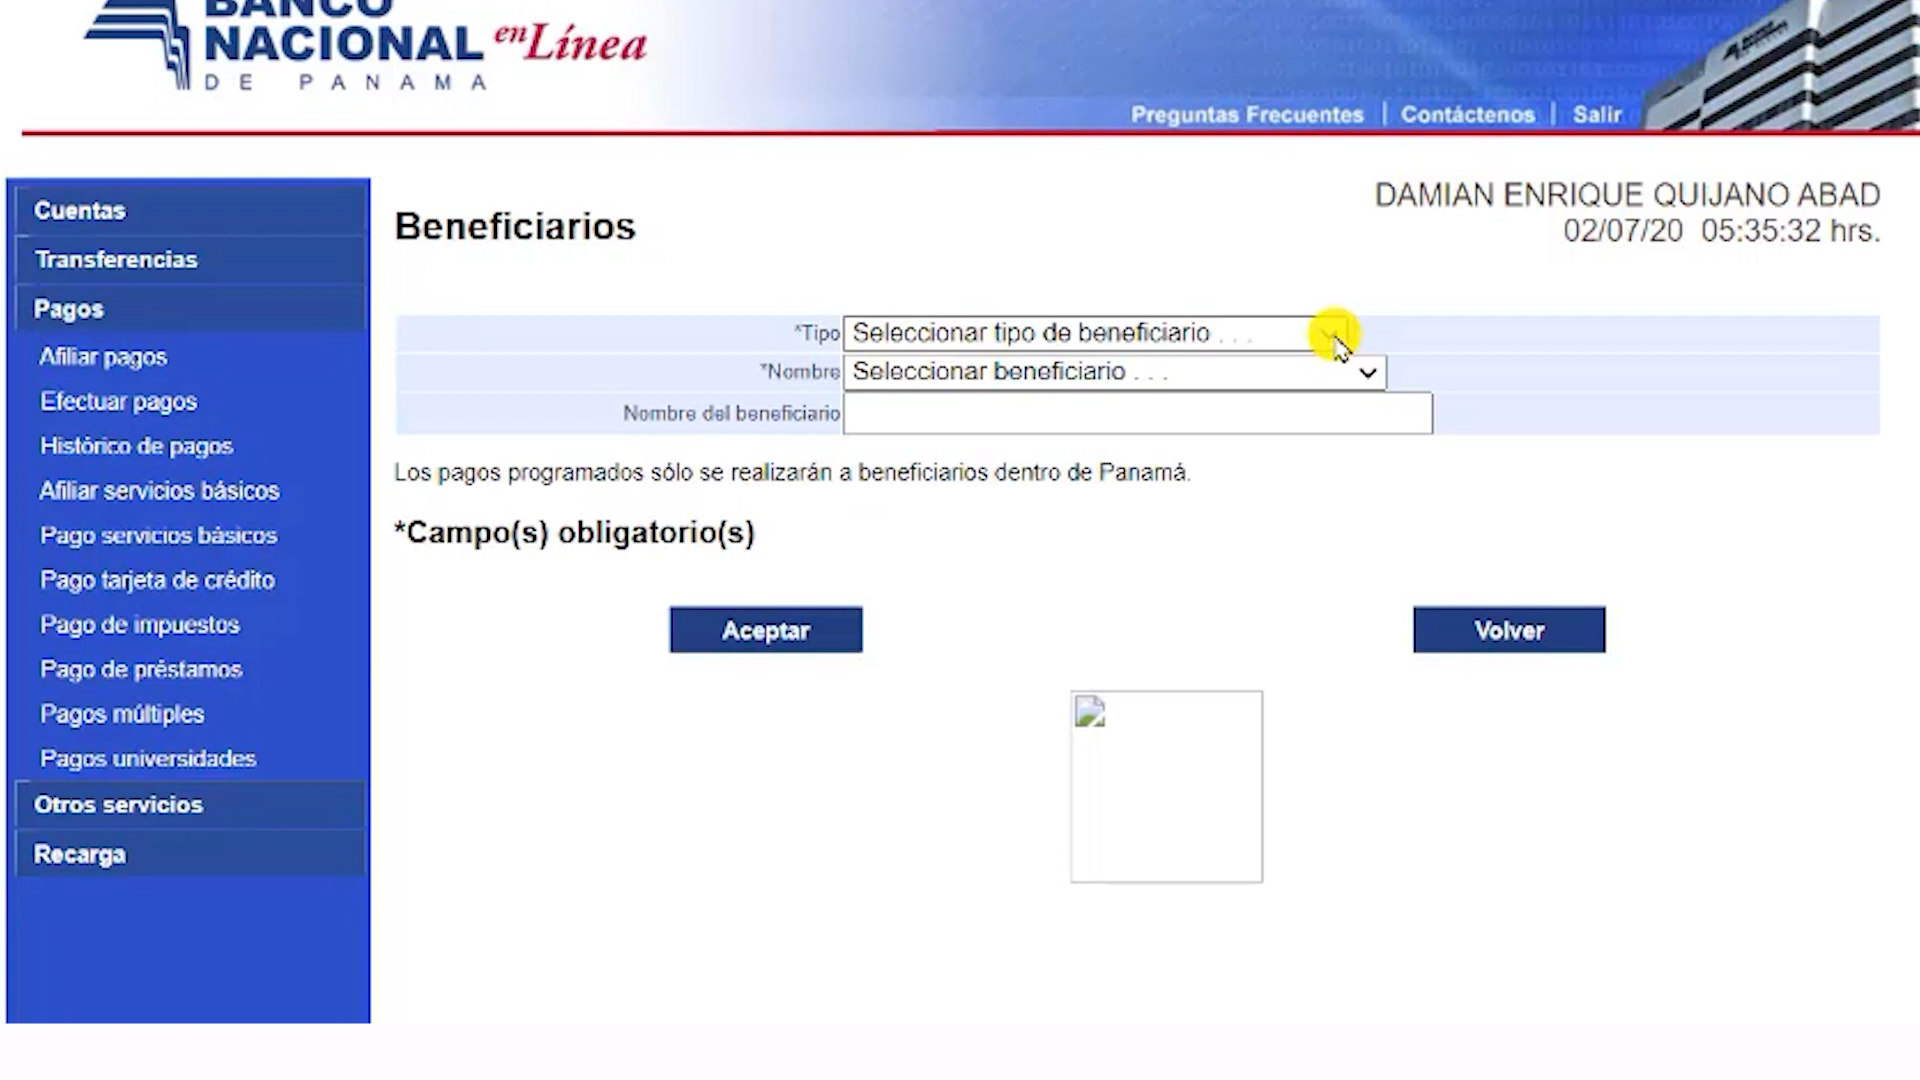 BANCO
NACIONAL en Línea
DE PANAMA
Preguntas Frecuentes | Contáctenos | Salir
DAMIAN ENRIQUE QUIJANO ABAD
02/07/20 05:35:32 hrs.
Cuentas
Transferencias
Pagos
Afiliar pagos
Efectuar pagos
Histórico de pagos
Afiliar servicios básicos
Pago servicios básicos
Pago tarjeta de crédito
Pago de impuestos
Pago de préstamos
Pagos múltiples
Pagos universidades
Otros servicios
Recarga
Beneficiarios
*Tipo Seleccionar tipo de beneficiario . . .
*Nombre Seleccionar beneficiario . . .
Nombre del beneficiario
Los pagos programados sólo se realizarán a beneficiarios dentro de Panamá.
*Campo(s) obligatorio(s)
Aceptar Volver